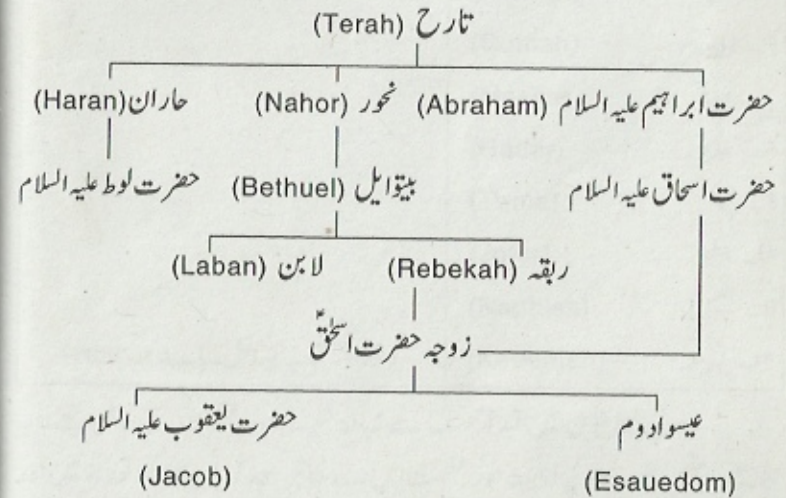 تارح (Terah)
حضرت ابراہیم علیہ السلام (Abraham) نحور (Nahor) حاران (Haran)
حضرت اسحاق علیہ السلام بیتوایل (Bethuel) حضرت لوط علیہ السلام
ربقہ (Rebekah) لابن (Laban)
زوجہ حضرت اسحٰقؑ
عیسوادوم حضرت یعقوب علیہ السلام
(Esauedom) (Jacob)